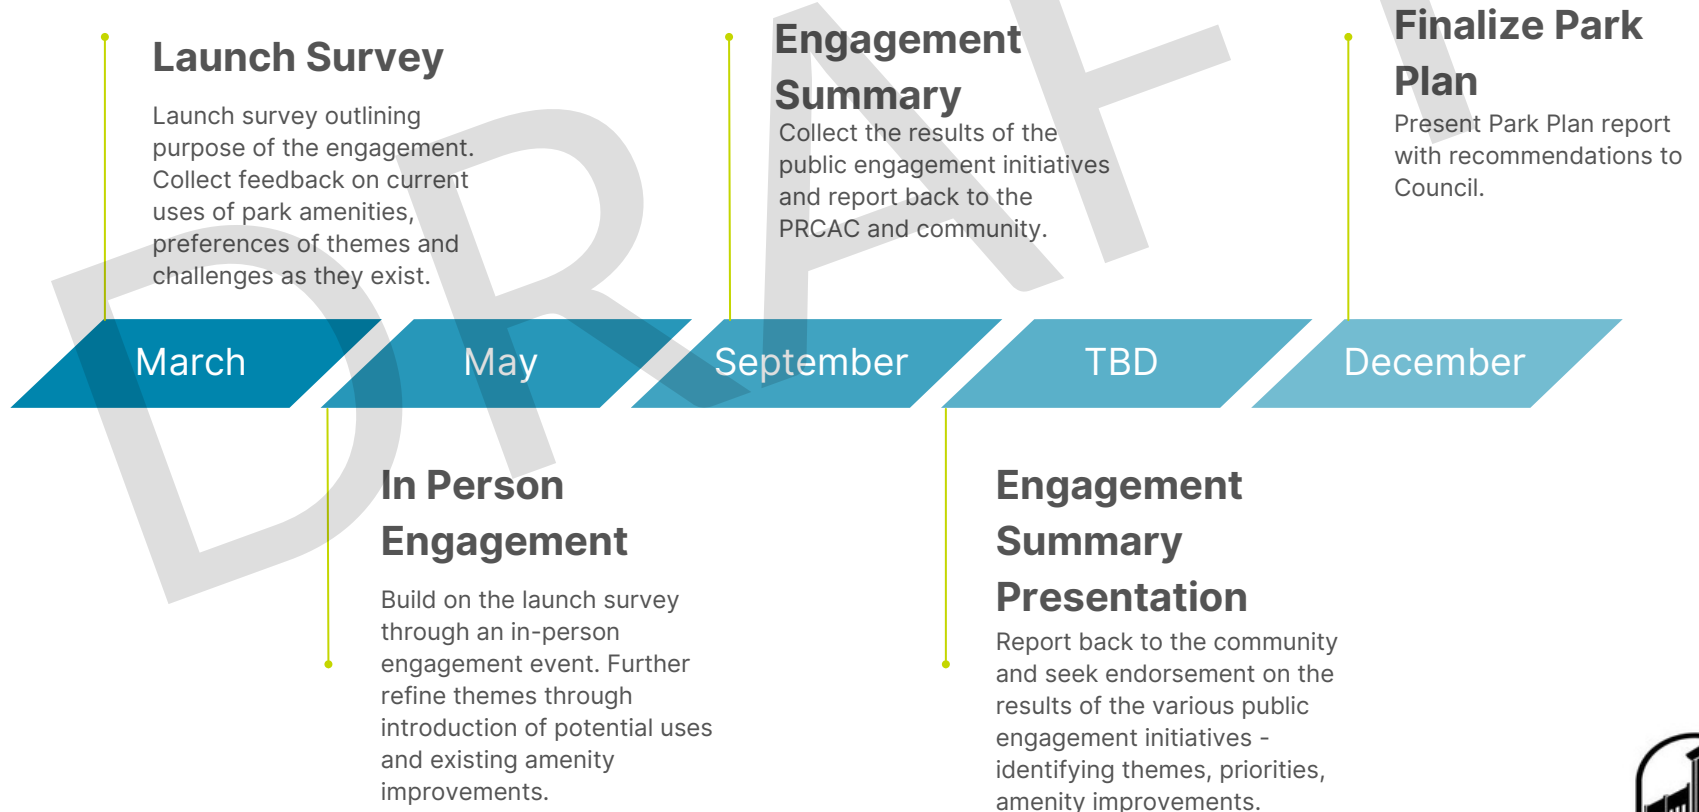 Launch Survey
Launch survey outlining
purpose of the engagement.
Collect feedback on current
uses of park amenities,
preferences of themes and
challenges as they exist.
Engagement
Summary
Collect the results of the
public engagement initiatives
and report back to the
PRCAC and community.
Finalize Park
Plan
Present Park Plan report
with recommendations to
Council.
March
May
September
TBD
December
In Person
Engagement
Build on the launch survey
through an in-person
engagement event. Further
refine themes through
introduction of potential uses
and existing amenity
improvements.
Engagement
Summary
Presentation
Report back to the community
and seek endorsement on the
results of the various public
engagement initiatives -
identifying themes, priorities,
amenity improvements.
DRAFT